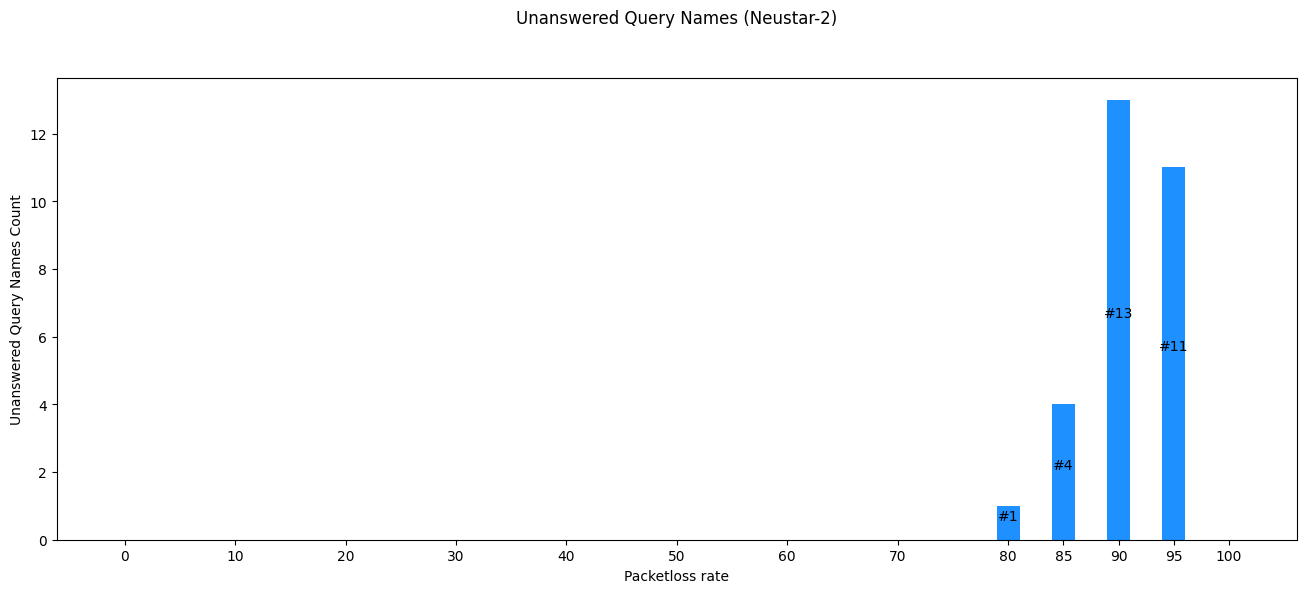 Unanswered Query Names (Neustar-2)
Unanswered Query Names Count
12
10
8
6
4
2
0
#1
#4
#13
#11
0 10 20 30 40 50 60 70 80 85 90 95 100
Packetloss rate